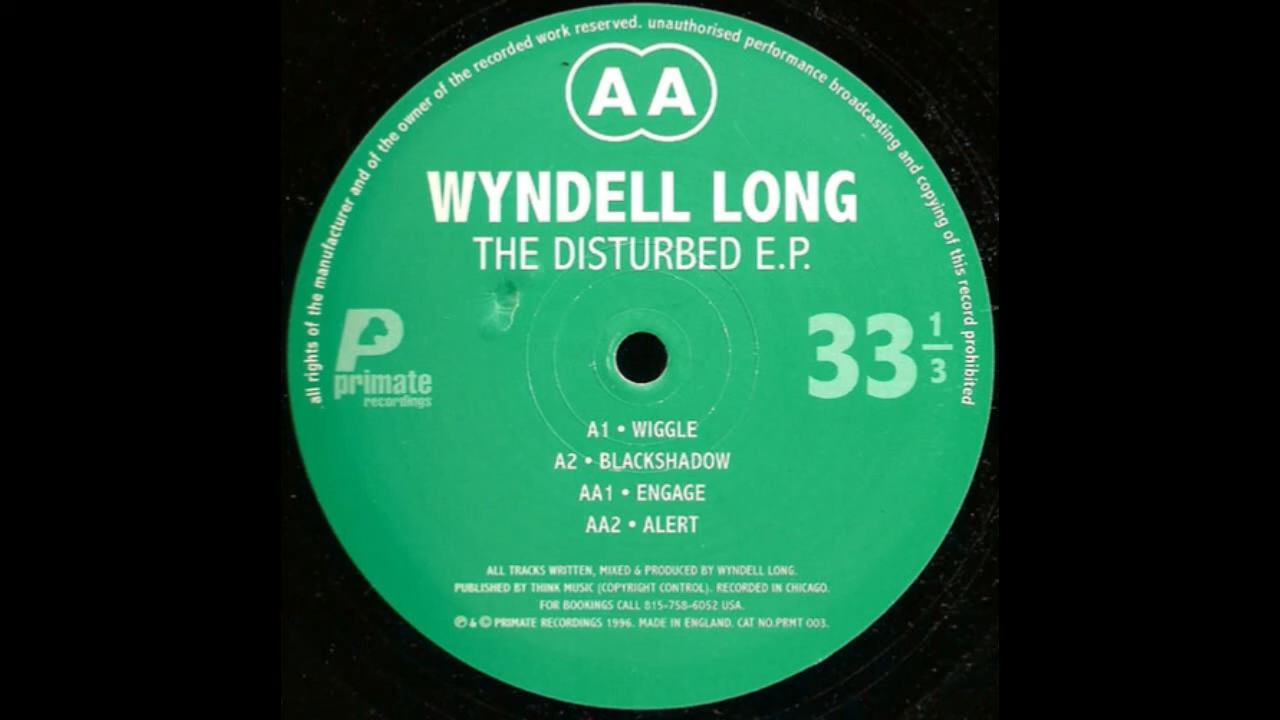 all rights of the manufacturer and of the owner of the recorded work reserved. unauthorised performance broadcasting and copying of this record prohibited
AA
WYNDELL LONG
THE DISTURBED E.P.
P
primate
recordings
33 1/3
A1 • WIGGLE
A2 • BLACKSHADOW
AA1 • ENGAGE
AA2 • ALERT
ALL TRACKS WRITTEN, MIXED & PRODUCED BY WYNDELL LONG.
PUBLISHED BY THINK MUSIC (COPYRIGHT CONTROL). RECORDED IN CHICAGO.
FOR BOOKINGS CALL 815-758-6052 USA.
℗ & © PRIMATE RECORDINGS 1996. MADE IN ENGLAND. CAT NO.PRMT 003.